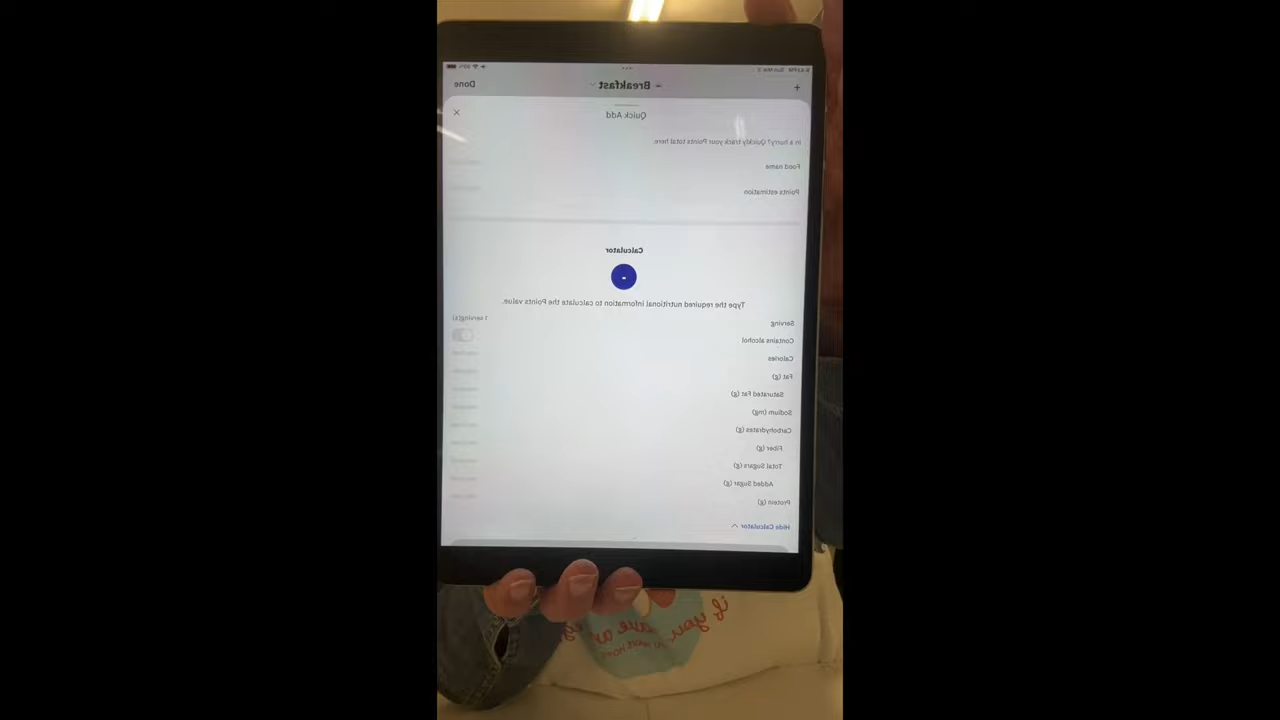 Breakfast
Done
Quick Add
In a hurry? Quickly track your Points total here.
Food name
Points estimation
Calculator
-
Type the required nutritional information to calculate the Points value.
Serving
1 serving(s)
Contains alcohol
Calories
Fat (g)
Saturated Fat (g)
Sodium (mg)
Carbohydrates (g)
Fiber (g)
Total Sugars (g)
Added Sugar (g)
Protein (g)
Hide Calculator
if you